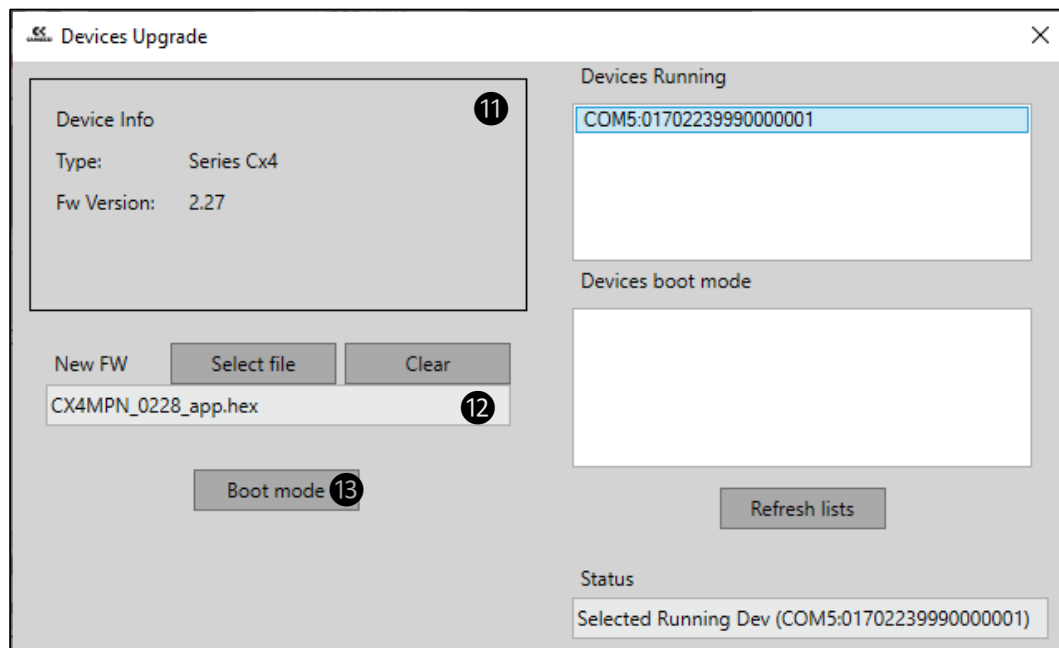 Devices Upgrade
Device Info
Type: Series Cx4
Fw Version: 2.27
11
New FW Select file Clear
CX4MPN_0228_app.hex
12
Boot mode
13
Devices Running
COM5:01702239990000001
Devices boot mode
Refresh lists
Status
Selected Running Dev (COM5:01702239990000001)